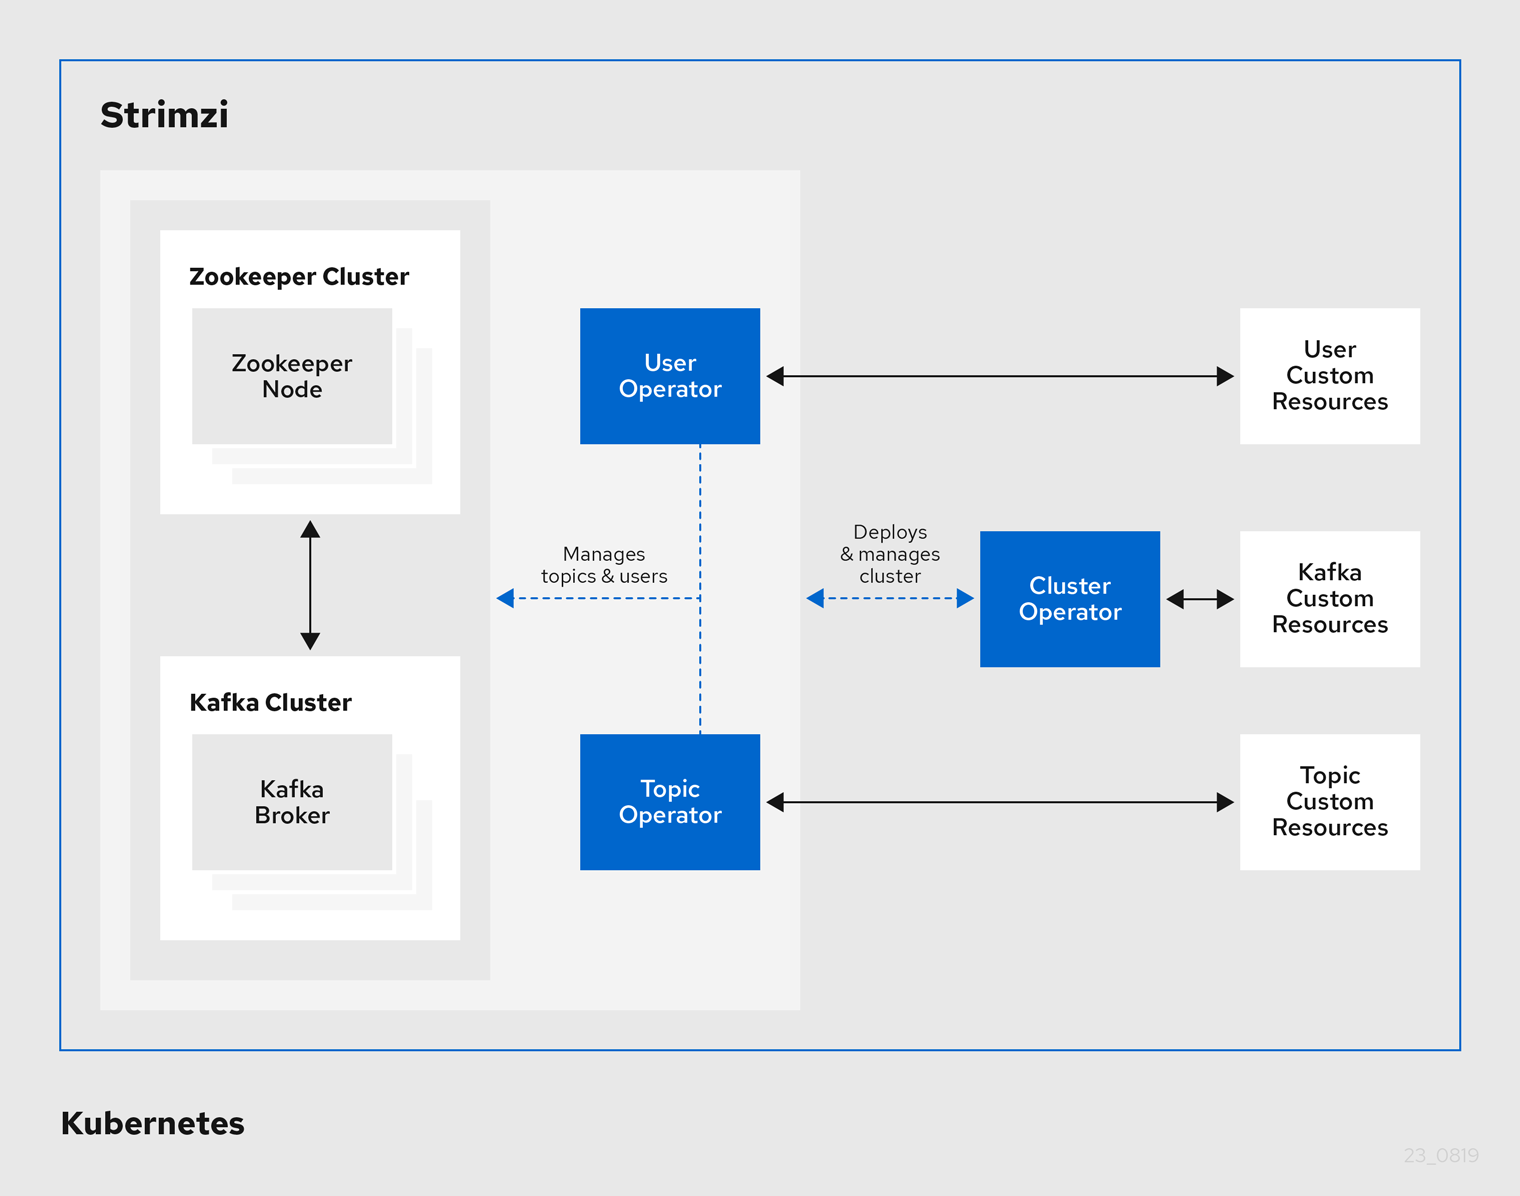 Strimzi
Zookeeper Cluster
Zookeeper
Node
User
Operator
User
Custom
Resources
Manages
topics & users
Deploys
& manages
cluster
Cluster
Operator
Kafka
Custom
Resources
Kafka Cluster
Kafka
Broker
Topic
Operator
Topic
Custom
Resources
Kubernetes
23_0819